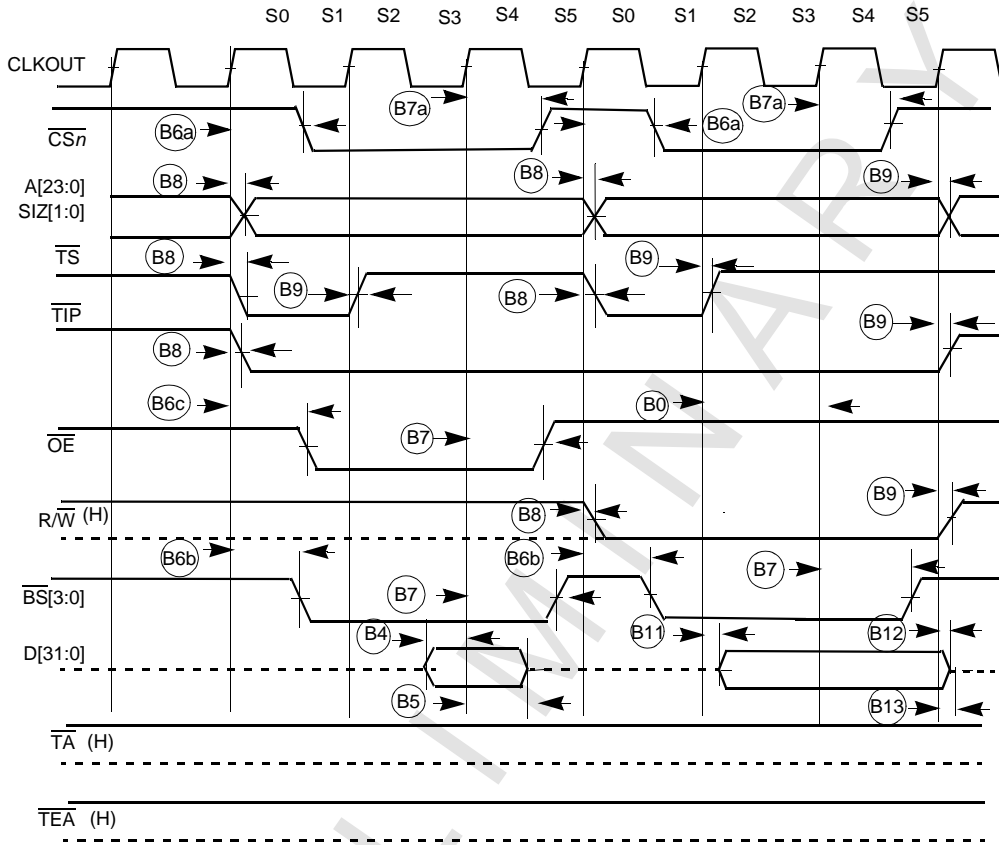 S0 S1 S2 S3 S4 S5 S0 S1 S2 S3 S4 S5
CLKOUT
B7a B7a
CSn B6a B6a
B8 B8 B9
A[23:0]
SIZ[1:0]
TS B8 B9 B9
B9 B8
TIP
B8
B6c B0
OE B7
B9
R/W (H) B8
B6b B6b B7
BS[3:0] B7
B4 B11 B12
D[31:0]
B5 B13
TA (H)
TEA (H)
LIMINARY